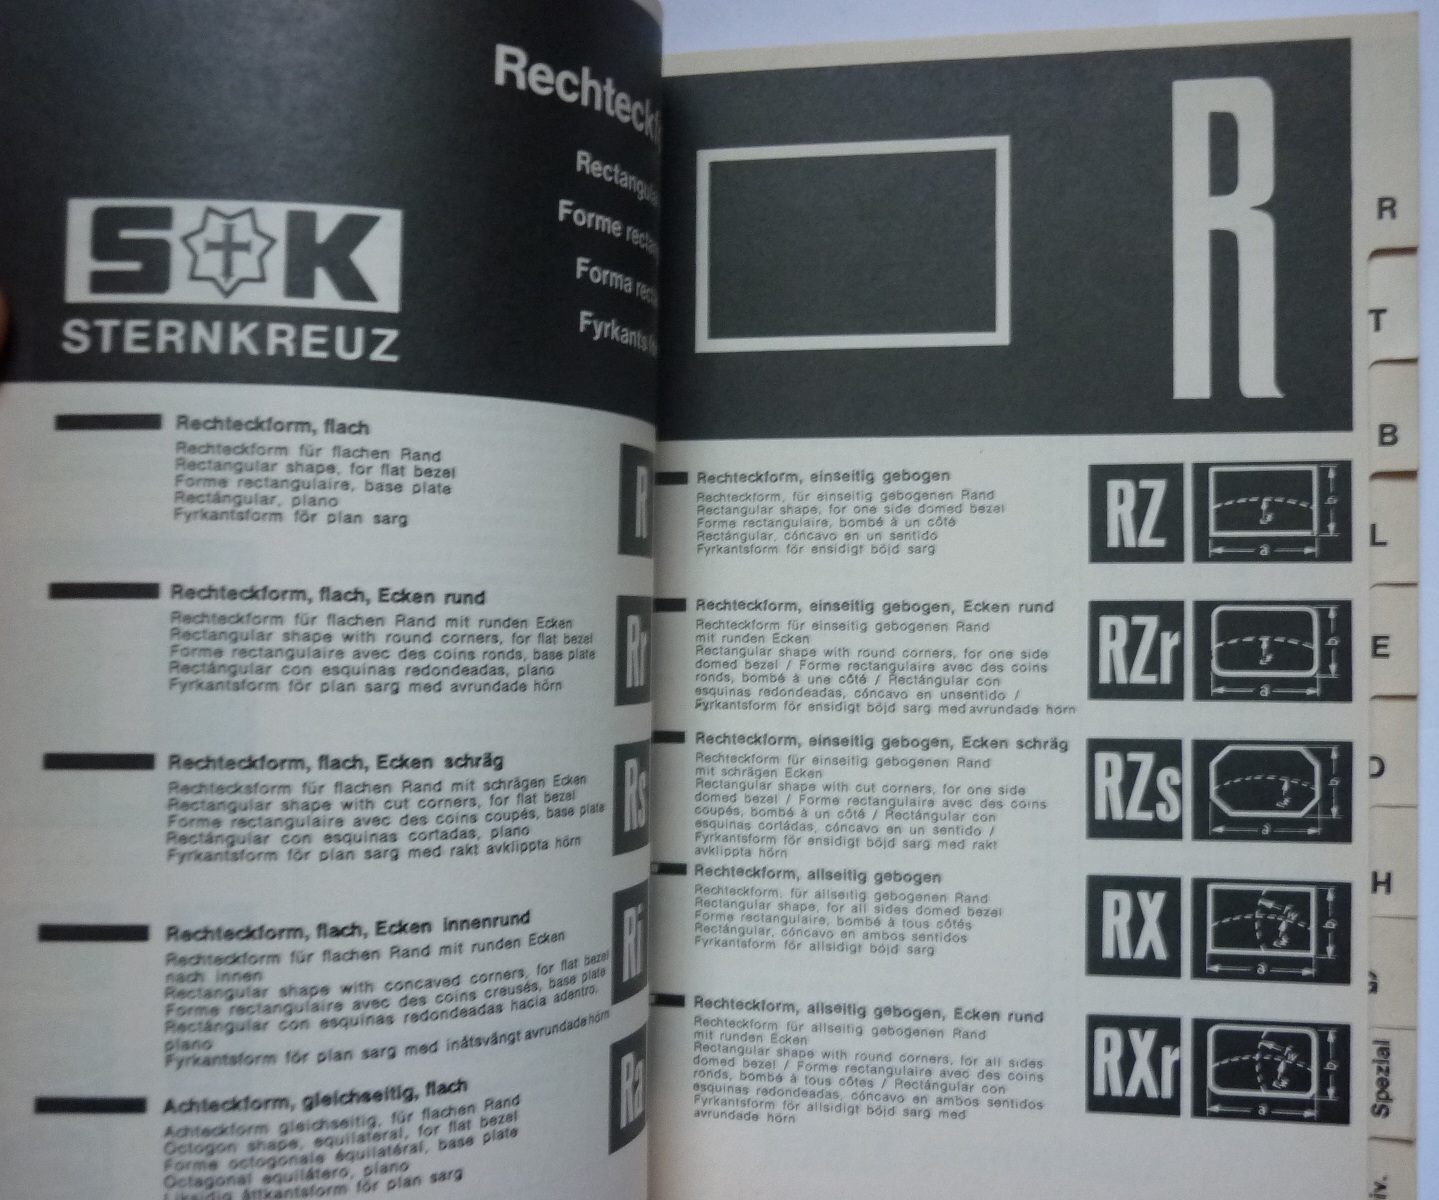 Rechteckf
Rectangula
Forme rectan
Forma recta
Fyrkants
S K
STERNKREUZ
Rechteckform, flach
Rechteckform für flachen Rand
Rectangular shape, for flat bezel
Forme rectangulaire, base plate
Rectángular, plano
Fyrkantsform för plan sarg
R
Rechteckform, flach, Ecken rund
Rechteckform für flachen Rand mit runden Ecken
Rectangular shape with round corners, for flat bezel
Forme rectangulaire avec des coins ronds, base plate
Rectángular con esquinas redondeadas, plano
Fyrkantsform för plan sarg med avrundade hörn
Rr
Rechteckform, flach, Ecken schräg
Rechtecksform für flachen Rand mit schrägen Ecken
Rectangular shape with cut corners, for flat bezel
Forme rectangulaire avec des coins coupés, base plate
Rectángular con esquinas cortadas, plano
Fyrkantsform för plan sarg med rakt avklippta hörn
Rs
Rechteckform, flach, Ecken innenrund
Rechteckform für flachen Rand mit runden Ecken
nach innen
Rectangular shape with concaved corners, for flat bezel
Forme rectangulaire avec des coins creusés, base plate
Rectángular con esquinas redondeadas hacia adentro,
plano
Fyrkantsform för plan sarg med inåtsvängt avrundade hörn
Ri
Achteckform, gleichseitig, flach
Achteckform gleichseitig, für flachen Rand
Octogon shape, equilateral, for flat bezel
Forme octogonale équilatéral, base plate
Octagonal equilátero, plano
Liksidig åttkantsform för plan sarg
Ra
R
Rechteckform, einseitig gebogen
Rechteckform, für einseitig gebogenen Rand
Rectangular shape, for one side domed bezel
Forme rectangulaire, bombé à un côté
Rectángular, cóncavo en un sentido
Fyrkantsform för ensidigt böjd sarg
RZ
a
b
Rechteckform, einseitig gebogen, Ecken rund
Rechteckform für einseitig gebogenen Rand
mit runden Ecken
Rectangular shape with round corners, for one side
domed bezel / Forme rectangulaire avec des coins
ronds, bombé à une côté / Rectángular con
esquinas redondeadas, cóncavo en unsentido /
Fyrkantsform för ensidigt böjd sarg med avrundade hörn
RZr
a
b
Rechteckform, einseitig gebogen, Ecken schräg
Rechteckform für einseitig gebogenen Rand
mit schrägen Ecken
Rectangular shape with cut corners, for one side
domed bezel / Forme rectangulaire avec des coins
coupés, bombé à un côté / Rectángular con
esquinas cortádas, cóncavo en un sentido /
Fyrkantsform för ensidigt böjd sarg med rakt
avklippta hörn
RZs
a
b
Rechteckform, allseitig gebogen
Rechteckform, für allseitig gebogenen Rand
Rectangular shape, for all sides domed bezel
Forme rectangulaire, bombé à tous côtés
Rectángular, cóncavo en ambos sentidos
Fyrkantsform för allsidigt böjd sarg
RX
a
b
Rechteckform, allseitig gebogen, Ecken rund
Rechteckform für allseitig gebogenen Rand
mit runden Ecken
Rectangular shape with round corners, for all sides
domed bezel / Forme rectangulaire avec des coins
ronds, bombé à tous côtes / Rectángular con
esquinas redondeadas, cóncavo en ambos sentidos
Fyrkantsform för allsidigt böjd sarg med
avrundade hörn
RXr
a
b
R
T
B
L
E
D
H
Spezial
iv.